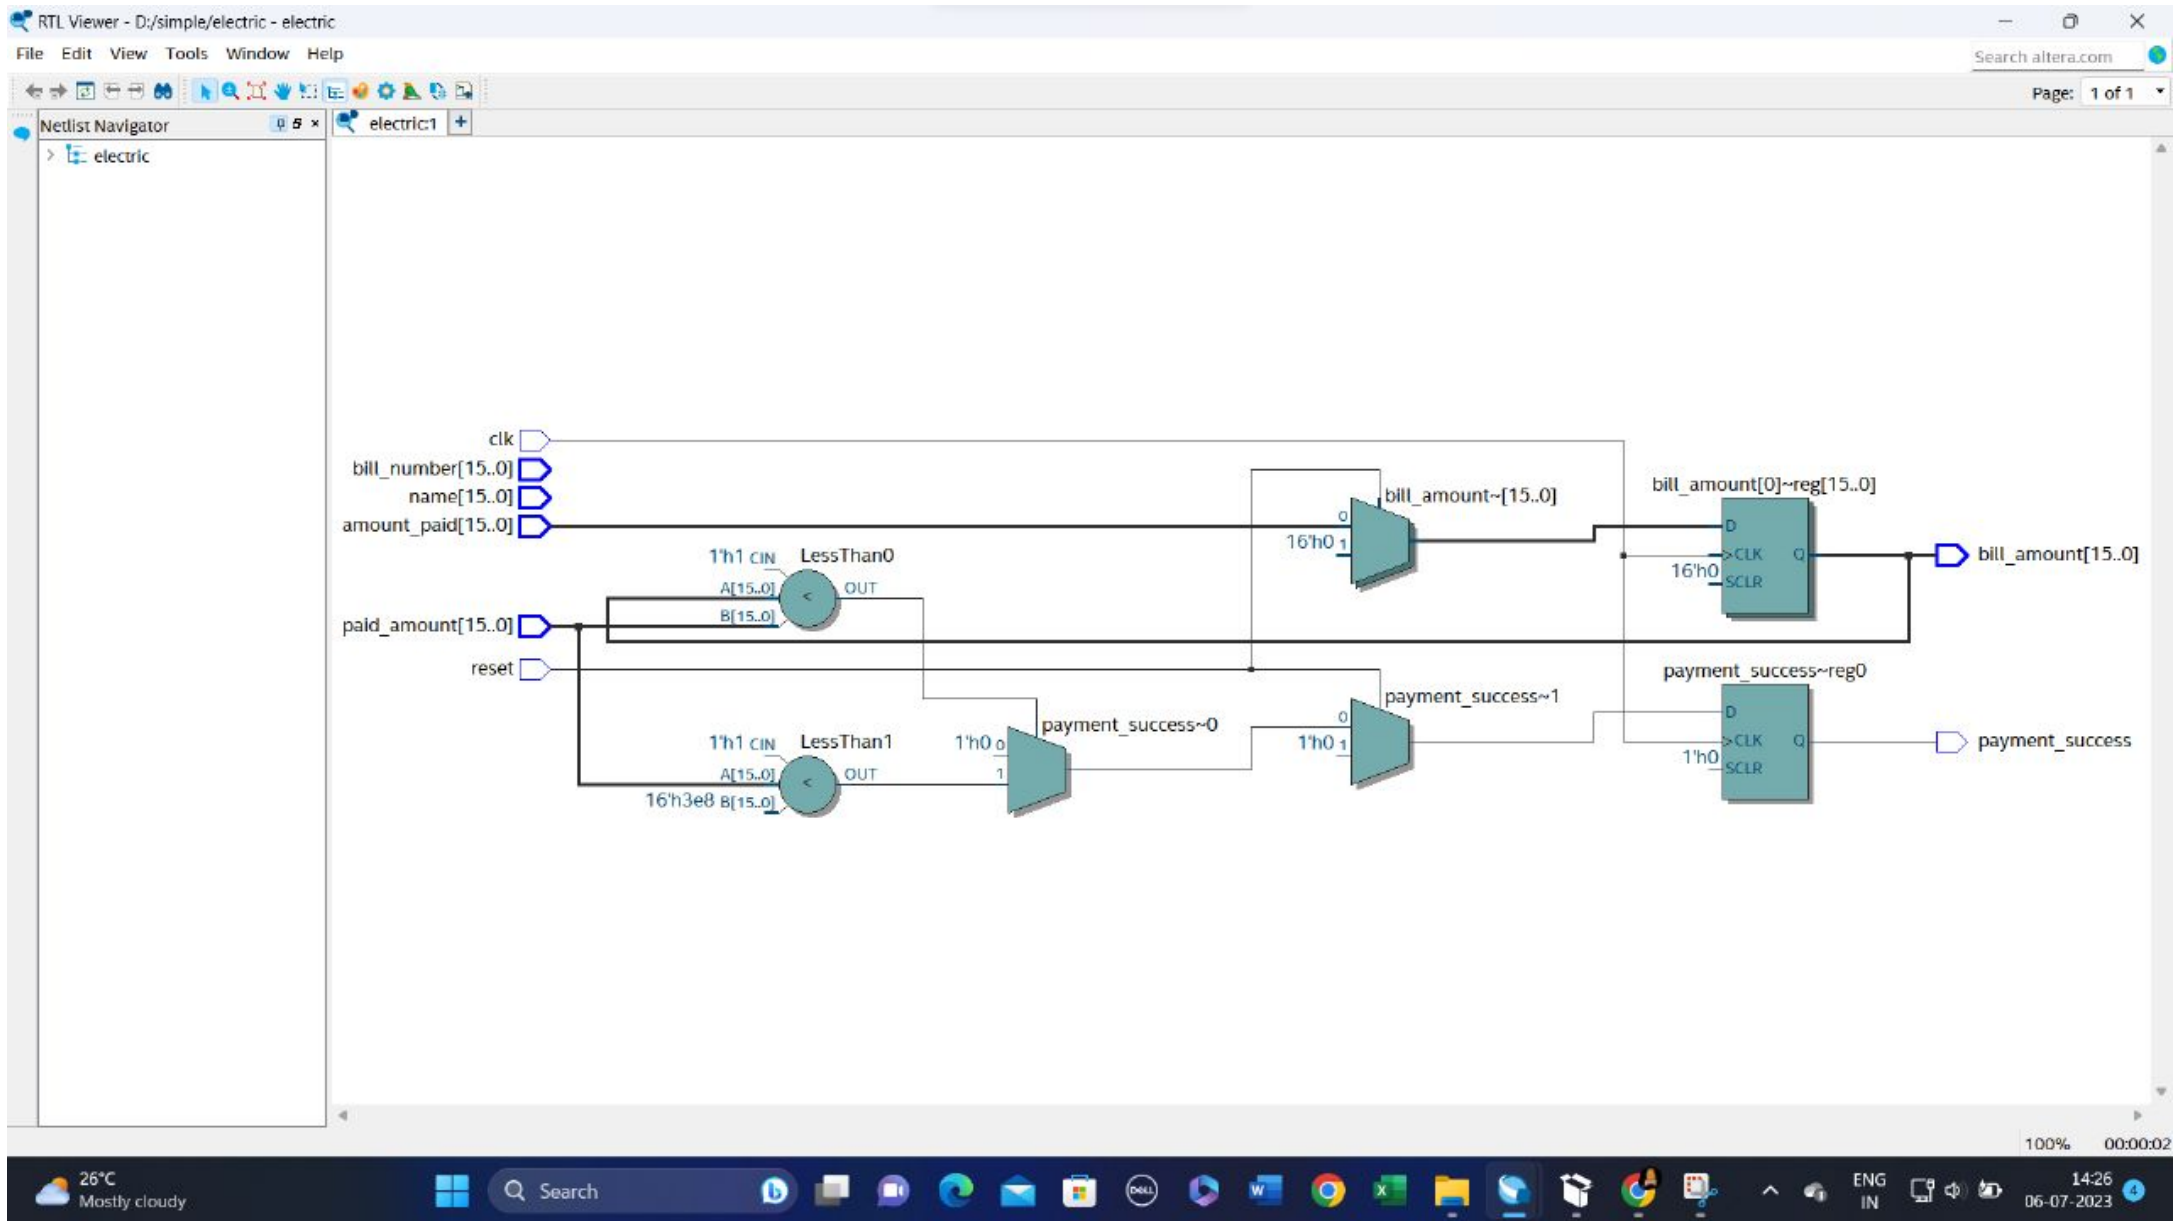 RTL Viewer - D:/simple/electric - electric
File Edit View Tools Window Help
Search altera.com
Page: 1 of 1
Netlist Navigator
electric:1
electric
clk
bill_number[15..0]
name[15..0]
amount_paid[15..0]
paid_amount[15..0]
reset
1'h1 CIN LessThan0
A[15..0] OUT
<
B[15..0]
1'h1 CIN LessThan1
A[15..0] OUT
<
16'h3e8 B[15..0]
payment_success~0
1'h0 0
1
bill_amount~[15..0]
0
16'h0 1
payment_success~1
0
1'h0 1
bill_amount[0]~reg[15..0]
D
>CLK Q
16'h0 SCLR
bill_amount[15..0]
payment_success~reg0
D
>CLK Q
1'h0 SCLR
payment_success
100% 00:00:02
26°C
Mostly cloudy
Search
DELL
ENG
IN
14:26
06-07-2023
4